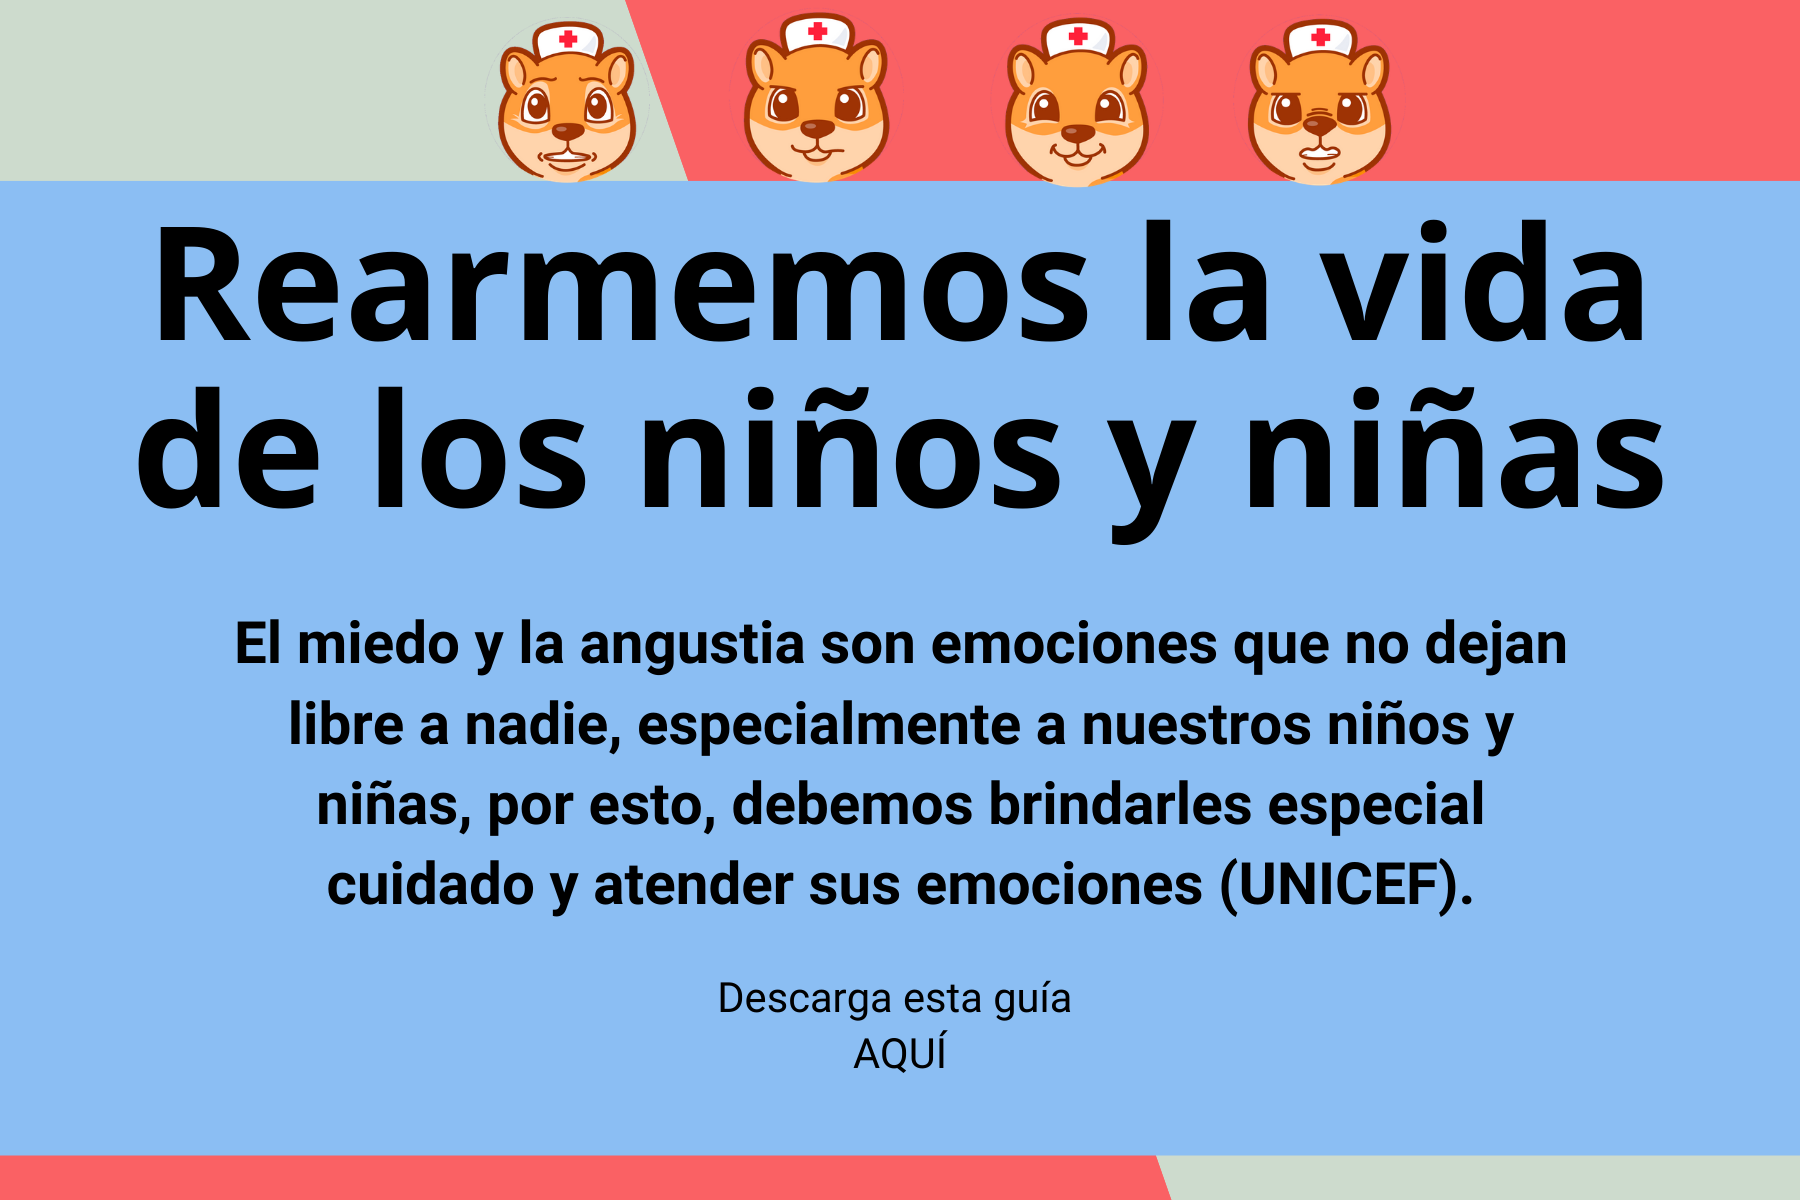 Rearmemos la vida
de los niños y niñas
El miedo y la angustia son emociones que no dejan
libre a nadie, especialmente a nuestros niños y
niñas, por esto, debemos brindarles especial
cuidado y atender sus emociones (UNICEF).
Descarga esta guía
AQUÍ